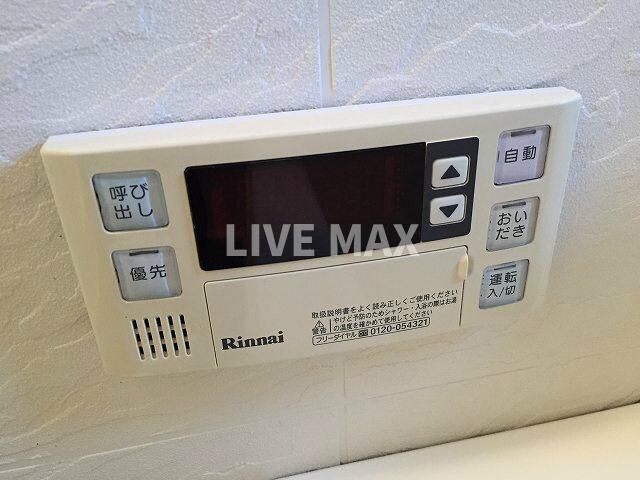 呼び
出し
優先
自動
おい
だき
運転
入/切
LIVE MAX
取扱説明書をよく読み正しくご使用ください
警告
やけど予防のためシャワー・入浴の際はお湯
の温度を確かめて使用してください
フリーダイヤル 0120-054321
Rinnai